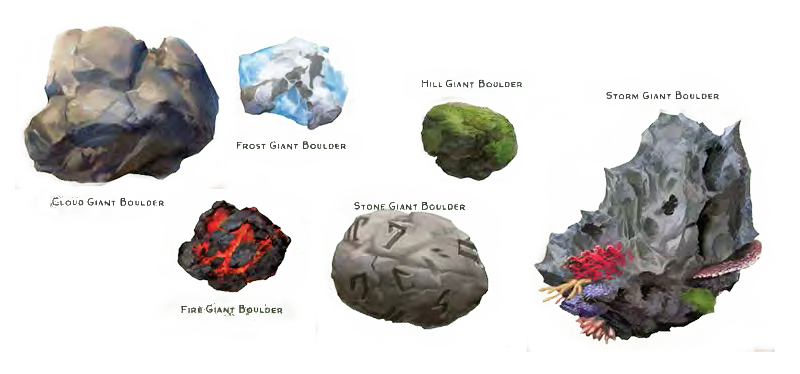 Hill Giant Boulder
Storm Giant Boulder
Frost Giant Boulder
Cloud Giant Boulder
Stone Giant Boulder
Fire Giant Boulder